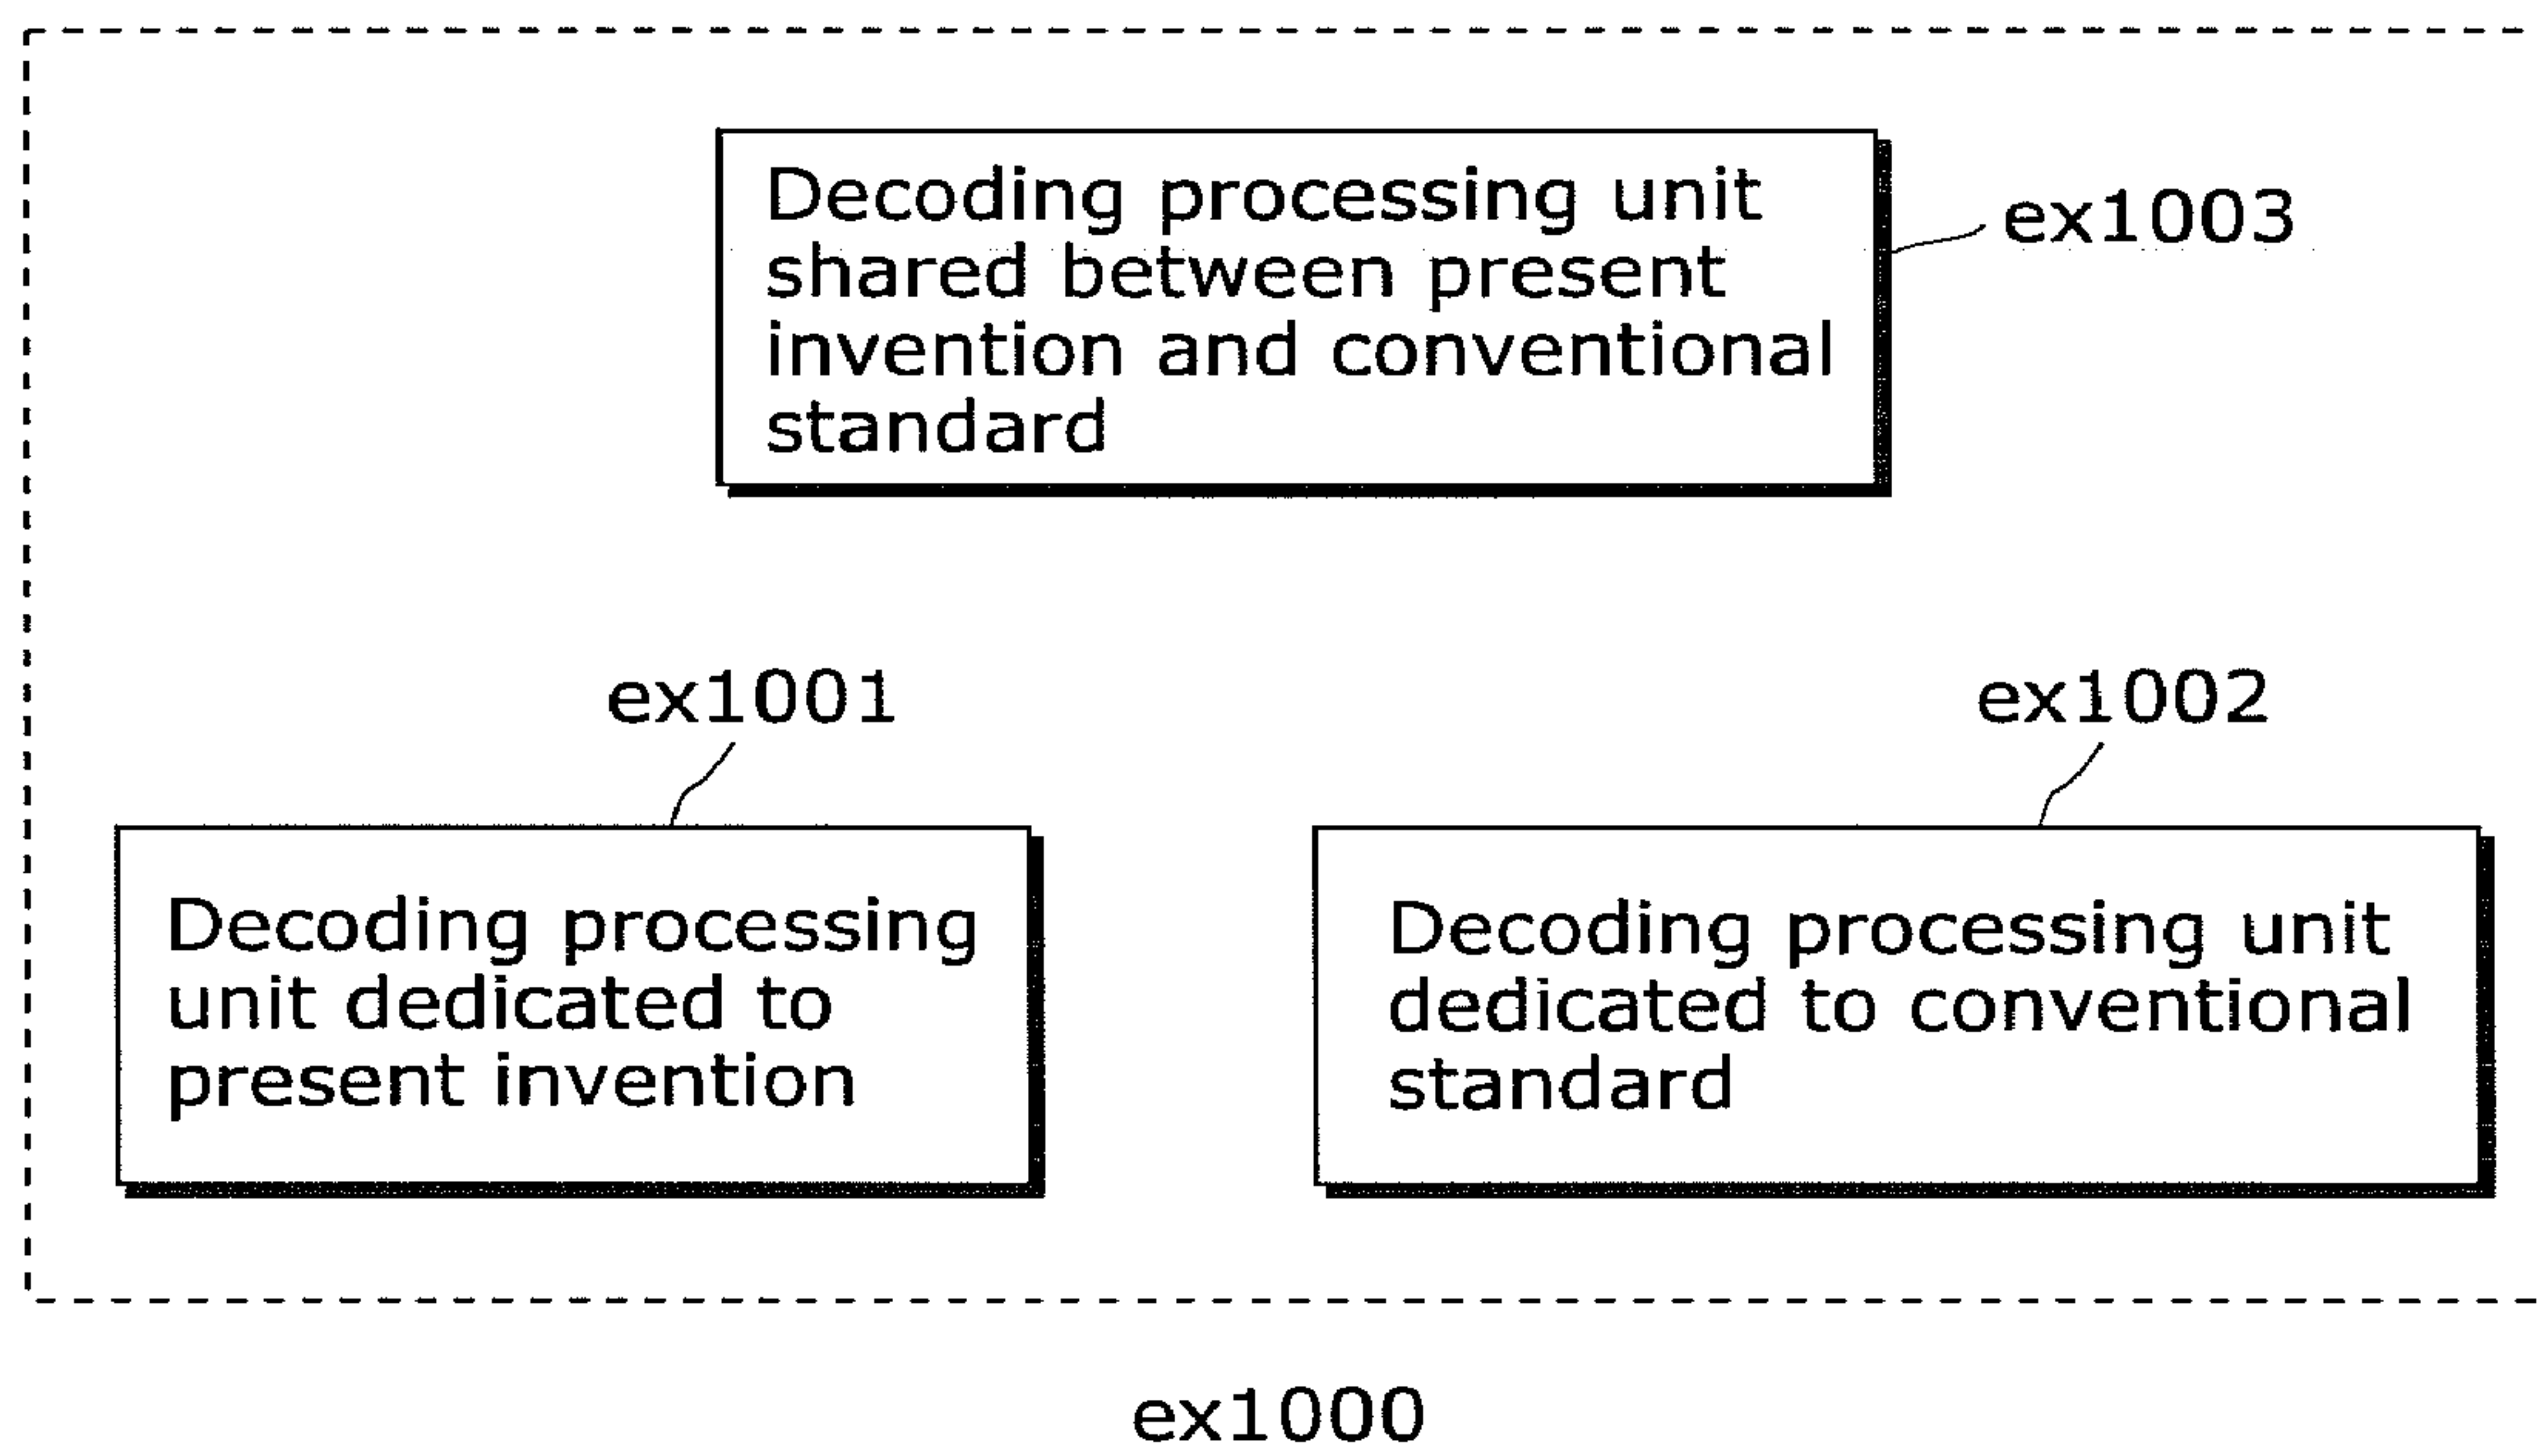 Decoding processing unit
shared between present
invention and conventional
standard
ex1003
ex1001
ex1002
Decoding processing
unit dedicated to
present invention
Decoding processing unit
dedicated to conventional
standard
ex1000